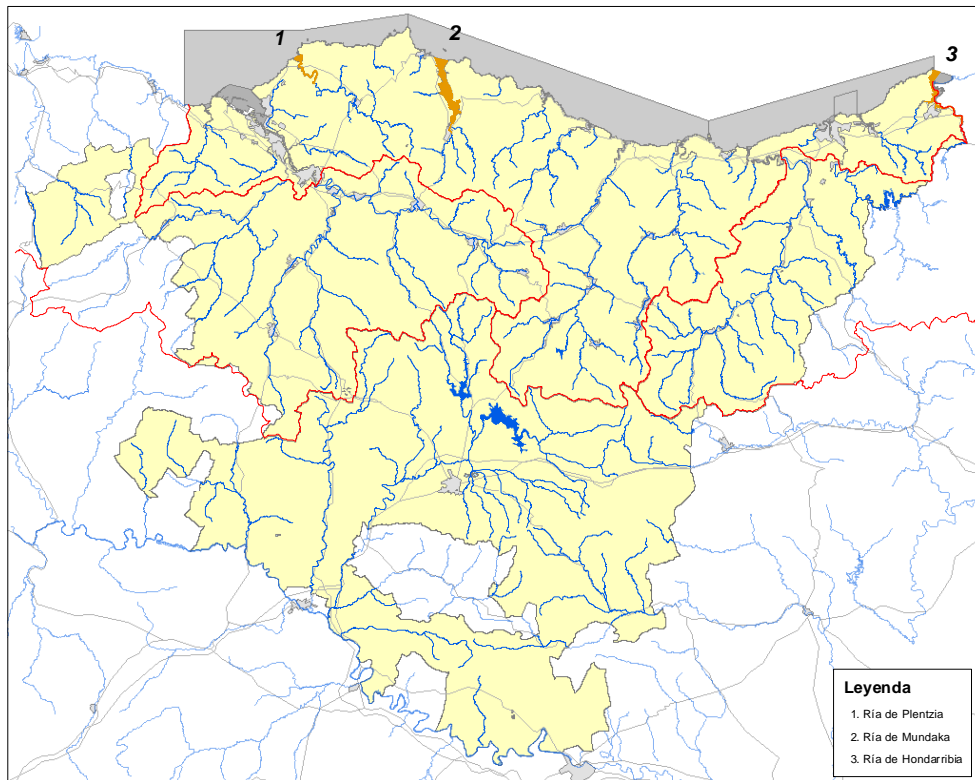 1
2
3
Leyenda
1. Ría de Plentzia
2. Ría de Mundaka
3. Ría de Hondarribia